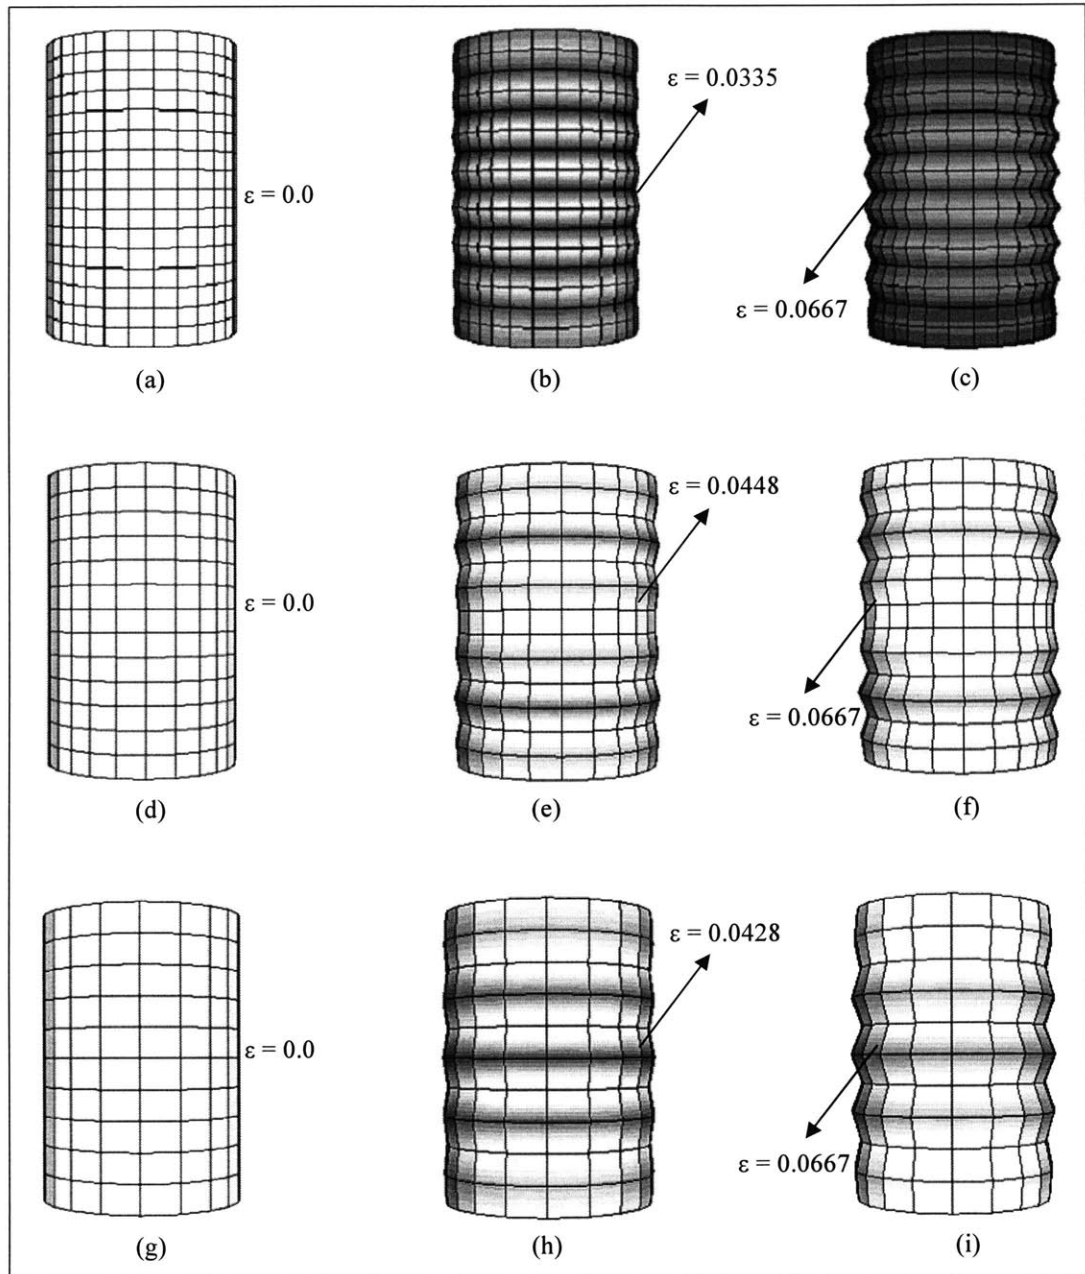 ε = 0.0335
ε = 0.0
ε = 0.0667
(a)
(b)
(c)
ε = 0.0448
ε = 0.0
ε = 0.0667
(d)
(e)
(f)
ε = 0.0428
ε = 0.0
ε = 0.0667
(g)
(h)
(i)